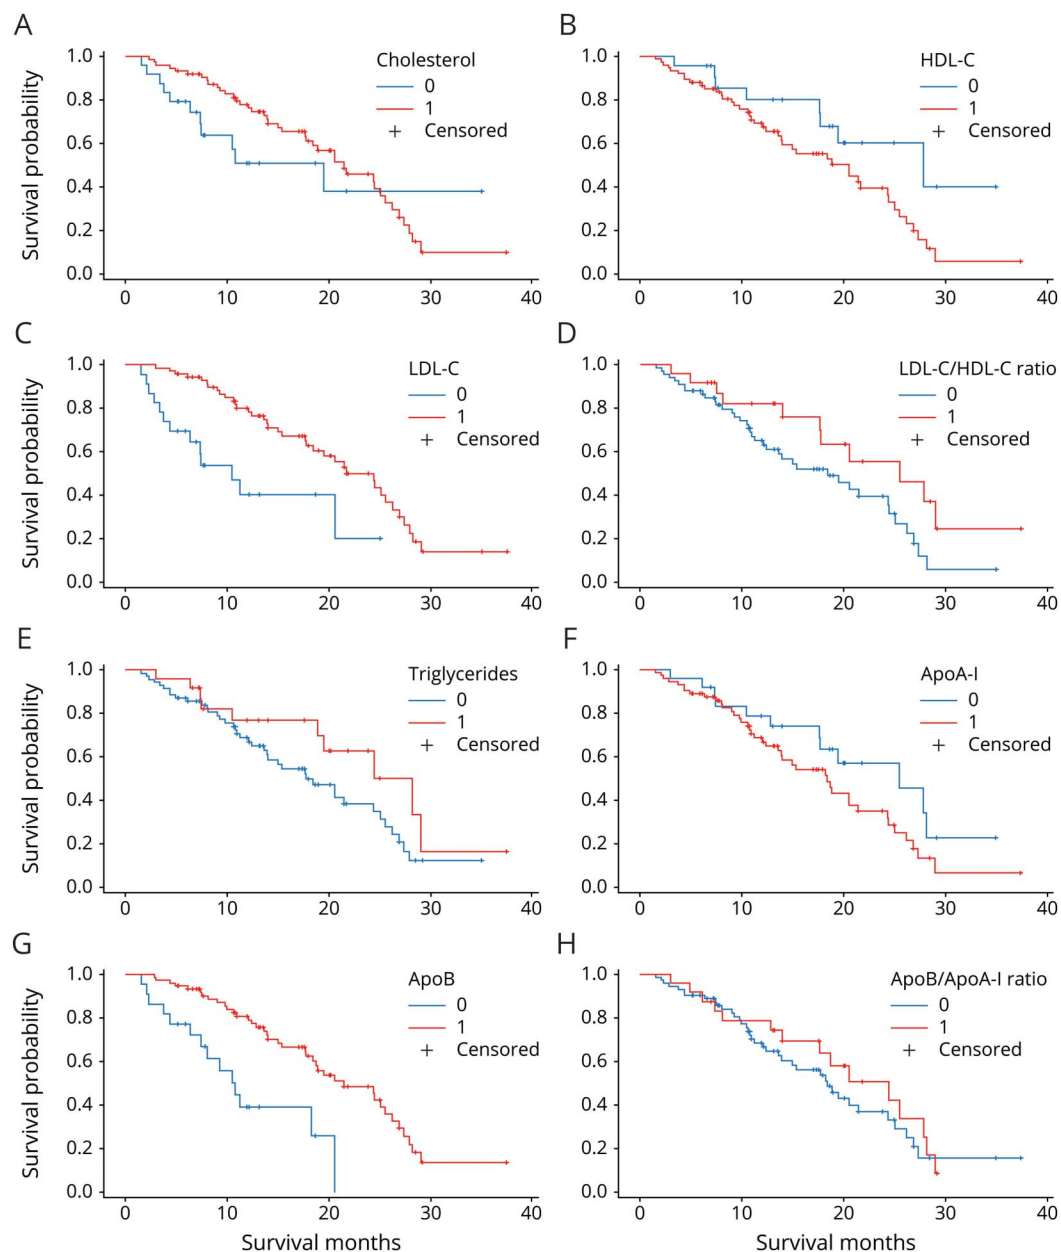 A
Cholesterol
0
1
Censored
Survival probability
1.0
0.8
0.6
0.4
0.2
0.0
0 10 20 30 40
B
HDL-C
0
1
Censored
1.0
0.8
0.6
0.4
0.2
0.0
0 10 20 30 40
C
LDL-C
0
1
Censored
Survival probability
1.0
0.8
0.6
0.4
0.2
0.0
0 10 20 30 40
D
LDL-C/HDL-C ratio
0
1
Censored
1.0
0.8
0.6
0.4
0.2
0.0
0 10 20 30 40
E
Triglycerides
0
1
Censored
Survival probability
1.0
0.8
0.6
0.4
0.2
0.0
0 10 20 30 40
F
ApoA-I
0
1
Censored
1.0
0.8
0.6
0.4
0.2
0.0
0 10 20 30 40
G
ApoB
0
1
Censored
Survival probability
1.0
0.8
0.6
0.4
0.2
0.0
0 10 20 30 40
Survival months
H
ApoB/ApoA-I ratio
0
1
Censored
1.0
0.8
0.6
0.4
0.2
0.0
0 10 20 30 40
Survival months